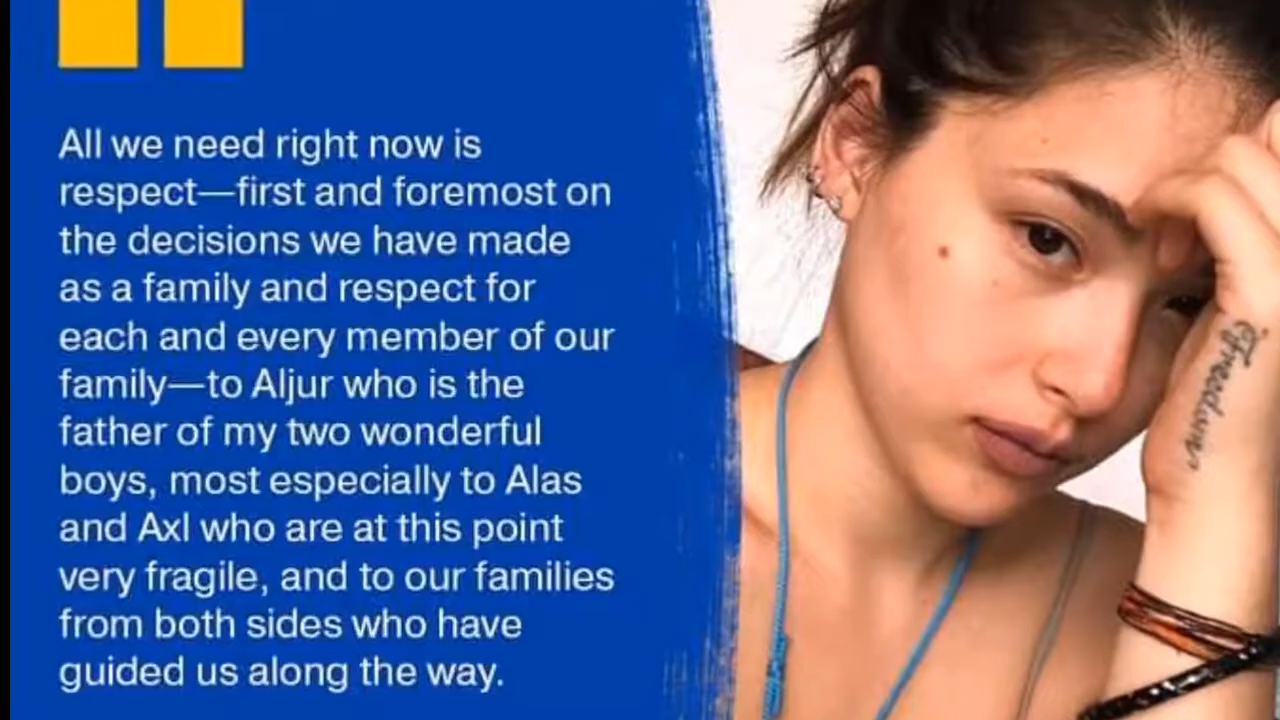 All we need right now is
respect—first and foremost on
the decisions we have made
as a family and respect for
each and every member of our
family—to Aljur who is the
father of my two wonderful
boys, most especially to Alas
and Axl who are at this point
very fragile, and to our families
from both sides who have
guided us along the way.
Freedom